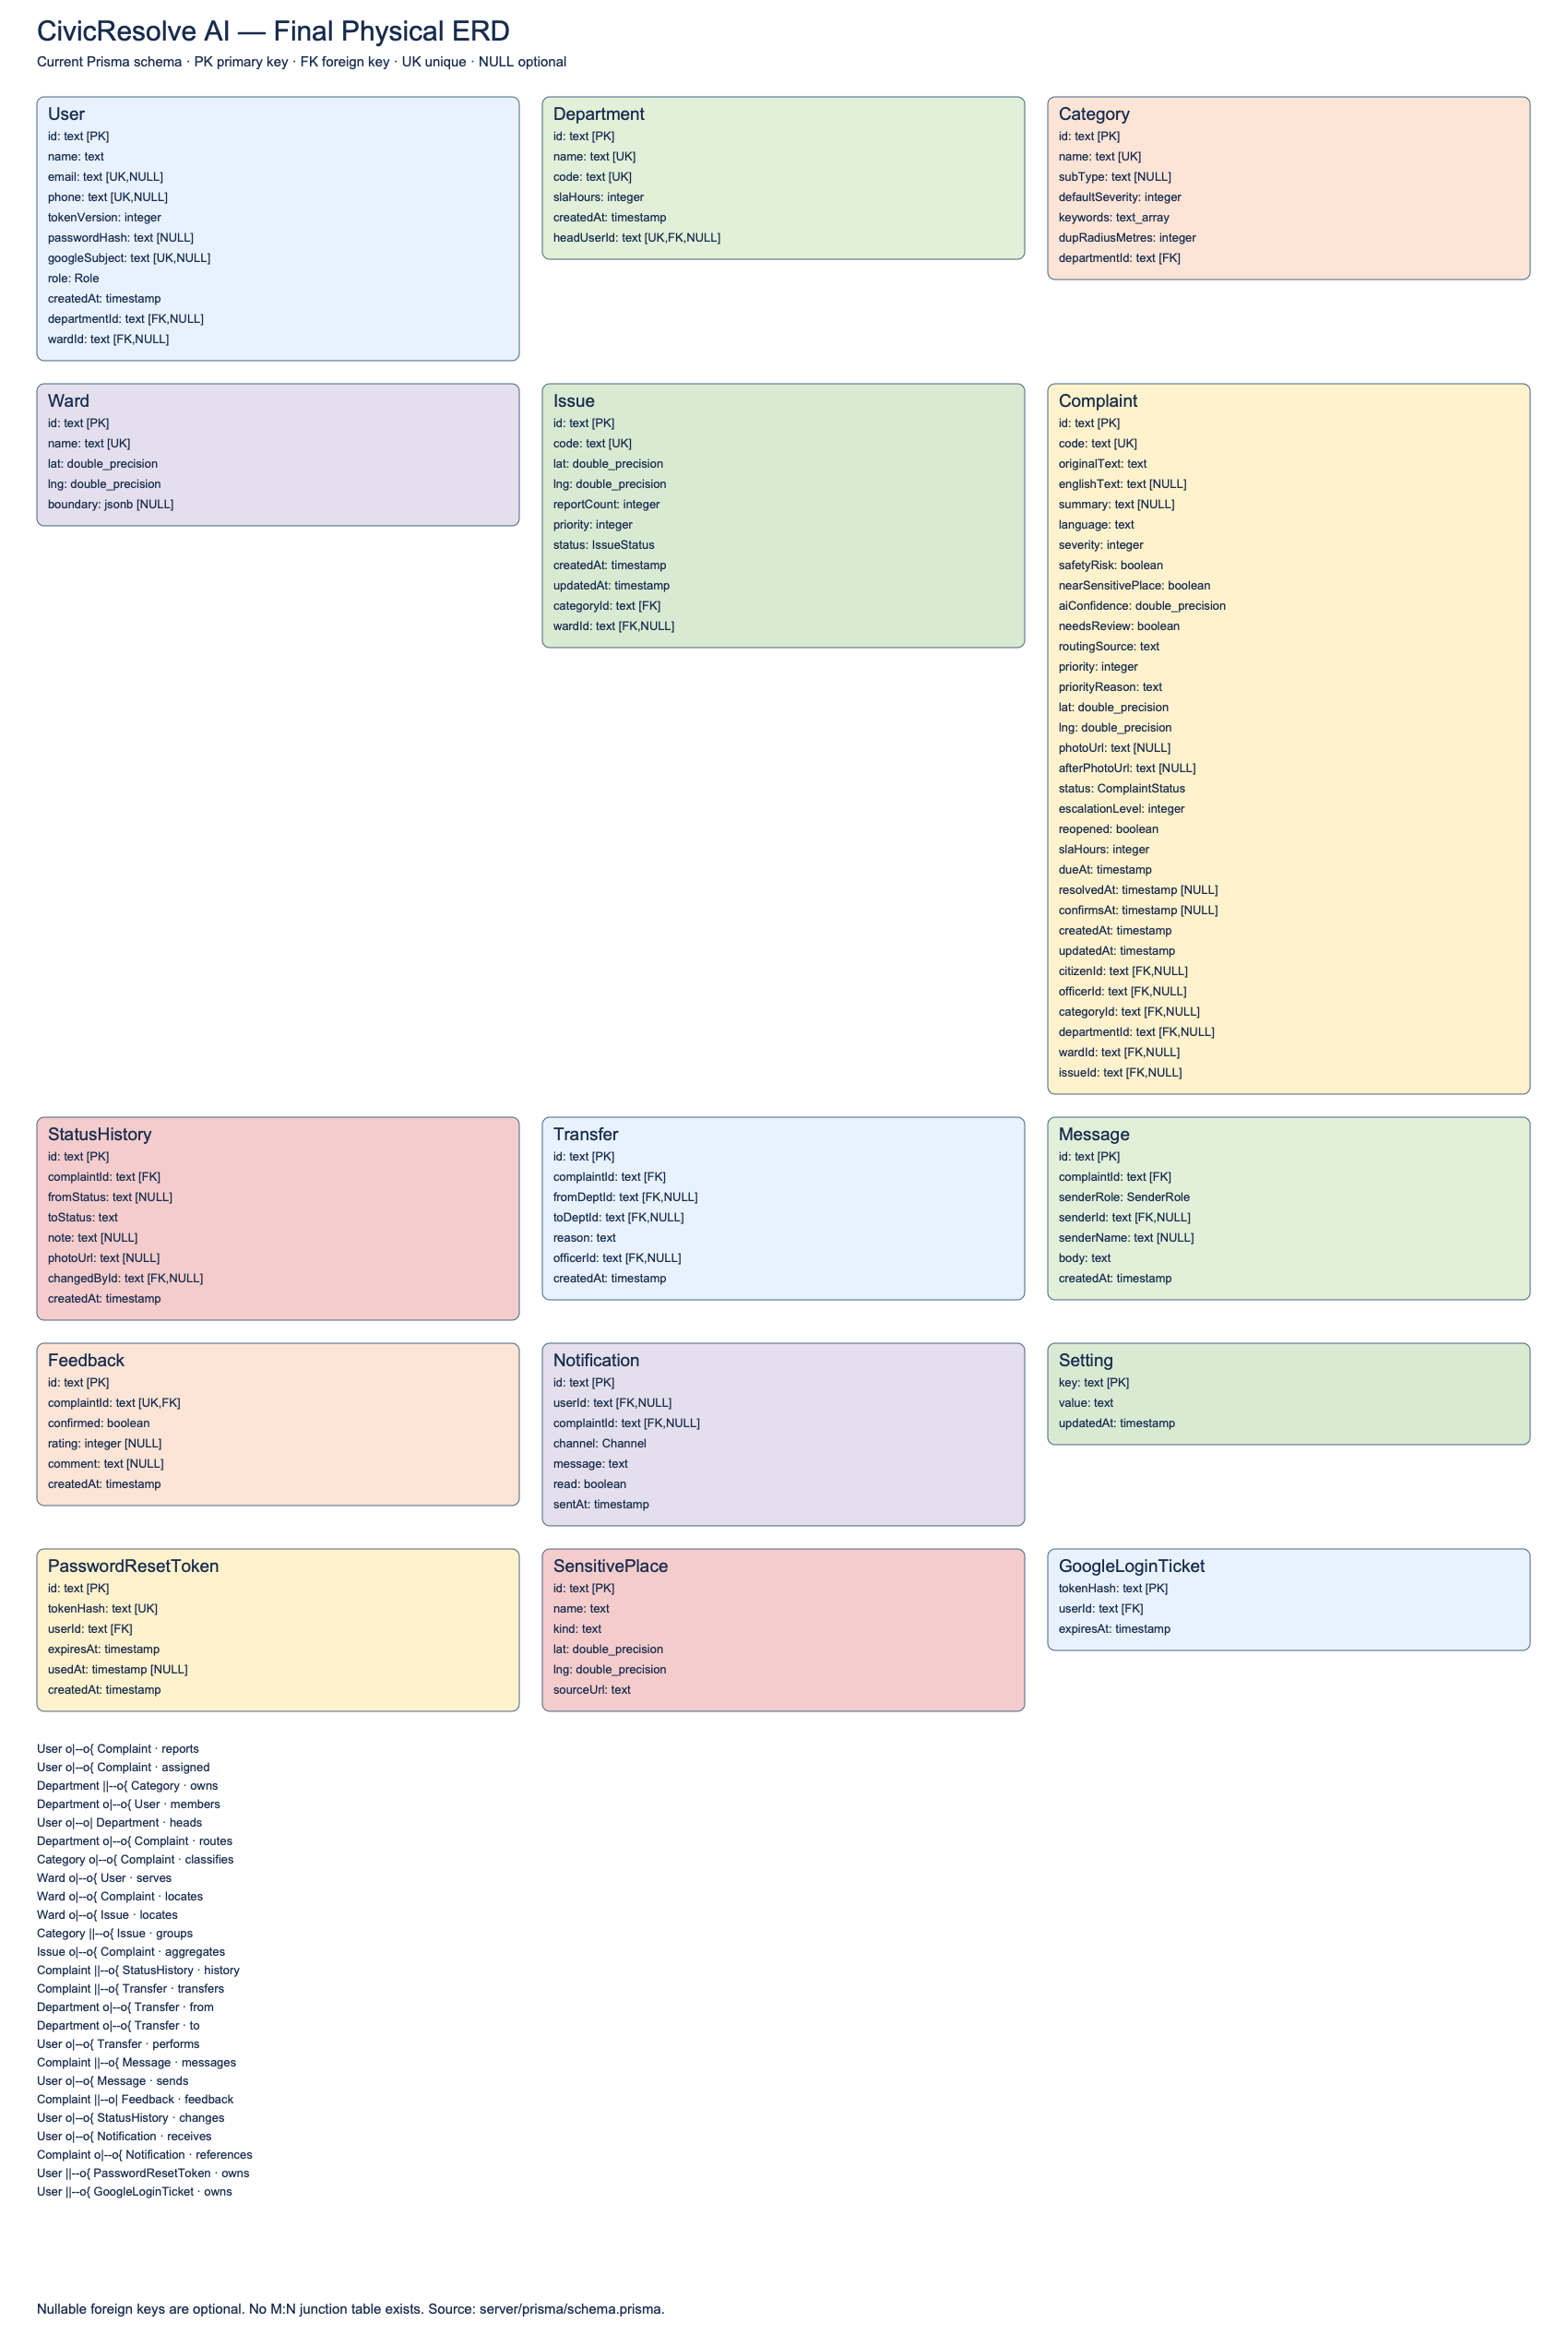 CivicResolve AI — Final Physical ERD
Current Prisma schema · PK primary key · FK foreign key · UK unique · NULL optional
User
id: text [PK]
name: text
email: text [UK,NULL]
phone: text [UK,NULL]
tokenVersion: integer
passwordHash: text [NULL]
googleSubject: text [UK,NULL]
role: Role
createdAt: timestamp
departmentId: text [FK,NULL]
wardId: text [FK,NULL]
Department
id: text [PK]
name: text [UK]
code: text [UK]
slaHours: integer
createdAt: timestamp
headUserId: text [UK,FK,NULL]
Category
id: text [PK]
name: text [UK]
subType: text [NULL]
defaultSeverity: integer
keywords: text_array
dupRadiusMetres: integer
departmentId: text [FK]
Ward
id: text [PK]
name: text [UK]
lat: double_precision
lng: double_precision
boundary: jsonb [NULL]
Issue
id: text [PK]
code: text [UK]
lat: double_precision
lng: double_precision
reportCount: integer
priority: integer
status: IssueStatus
createdAt: timestamp
updatedAt: timestamp
categoryId: text [FK]
wardId: text [FK,NULL]
Complaint
id: text [PK]
code: text [UK]
originalText: text
englishText: text [NULL]
summary: text [NULL]
language: text
severity: integer
safetyRisk: boolean
nearSensitivePlace: boolean
aiConfidence: double_precision
needsReview: boolean
routingSource: text
priority: integer
priorityReason: text
lat: double_precision
lng: double_precision
photoUrl: text [NULL]
afterPhotoUrl: text [NULL]
status: ComplaintStatus
escalationLevel: integer
reopened: boolean
slaHours: integer
dueAt: timestamp
resolvedAt: timestamp [NULL]
confirmsAt: timestamp [NULL]
createdAt: timestamp
updatedAt: timestamp
citizenId: text [FK,NULL]
officerId: text [FK,NULL]
categoryId: text [FK,NULL]
departmentId: text [FK,NULL]
wardId: text [FK,NULL]
issueId: text [FK,NULL]
StatusHistory
id: text [PK]
complaintId: text [FK]
fromStatus: text [NULL]
toStatus: text
note: text [NULL]
photoUrl: text [NULL]
changedById: text [FK,NULL]
createdAt: timestamp
Transfer
id: text [PK]
complaintId: text [FK]
fromDeptId: text [FK,NULL]
toDeptId: text [FK,NULL]
reason: text
officerId: text [FK,NULL]
createdAt: timestamp
Message
id: text [PK]
complaintId: text [FK]
senderRole: SenderRole
senderId: text [FK,NULL]
senderName: text [NULL]
body: text
createdAt: timestamp
Feedback
id: text [PK]
complaintId: text [UK,FK]
confirmed: boolean
rating: integer [NULL]
comment: text [NULL]
createdAt: timestamp
Notification
id: text [PK]
userId: text [FK,NULL]
complaintId: text [FK,NULL]
channel: Channel
message: text
read: boolean
sentAt: timestamp
Setting
key: text [PK]
value: text
updatedAt: timestamp
PasswordResetToken
id: text [PK]
tokenHash: text [UK]
userId: text [FK]
expiresAt: timestamp
usedAt: timestamp [NULL]
createdAt: timestamp
SensitivePlace
id: text [PK]
name: text
kind: text
lat: double_precision
lng: double_precision
sourceUrl: text
GoogleLoginTicket
tokenHash: text [PK]
userId: text [FK]
expiresAt: timestamp
User o|--o{ Complaint · reports
User o|--o{ Complaint · assigned
Department ||--o{ Category · owns
Department o|--o{ User · members
User o|--o| Department · heads
Department o|--o{ Complaint · routes
Category o|--o{ Complaint · classifies
Ward o|--o{ User · serves
Ward o|--o{ Complaint · locates
Ward o|--o{ Issue · locates
Category ||--o{ Issue · groups
Issue o|--o{ Complaint · aggregates
Complaint ||--o{ StatusHistory · history
Complaint ||--o{ Transfer · transfers
Department o|--o{ Transfer · from
Department o|--o{ Transfer · to
User o|--o{ Transfer · performs
Complaint ||--o{ Message · messages
User o|--o{ Message · sends
Complaint ||--o| Feedback · feedback
User o|--o{ StatusHistory · changes
User o|--o{ Notification · receives
Complaint o|--o{ Notification · references
User ||--o{ PasswordResetToken · owns
User ||--o{ GoogleLoginTicket · owns
Nullable foreign keys are optional. No M:N junction table exists. Source: server/prisma/schema.prisma.